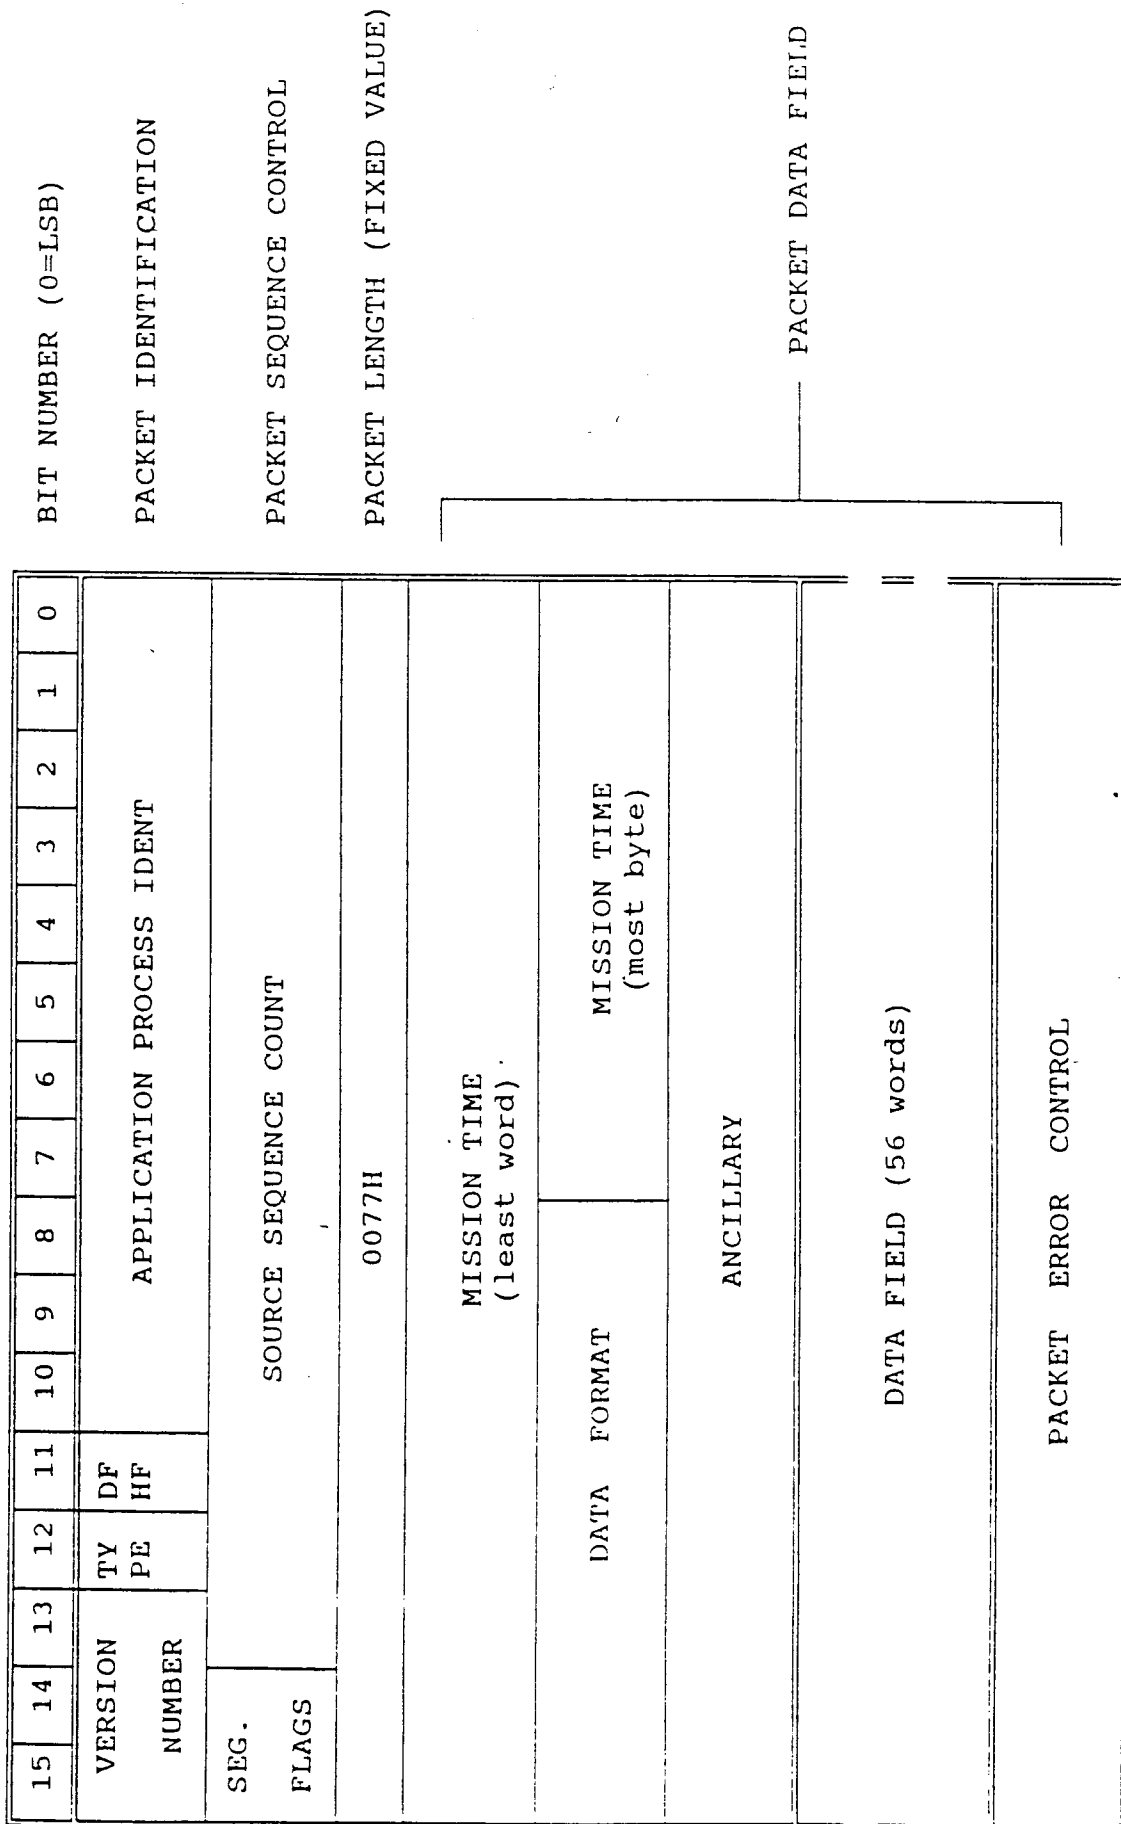 15 14 13 12 11 10 9 8 7 6 5 4 3 2 1 0 BIT NUMBER (0=LSB)
VERSION NUMBER TY PE DF HF APPLICATION PROCESS IDENT PACKET IDENTIFICATION
SEG. FLAGS SOURCE SEQUENCE COUNT PACKET SEQUENCE CONTROL
0077H PACKET LENGTH (FIXED VALUE)
MISSION TIME
(least word)
DATA FORMAT MISSION TIME
(most byte)
ANCILLARY
PACKET DATA FIELD
DATA FIELD (56 words)
PACKET ERROR CONTROL